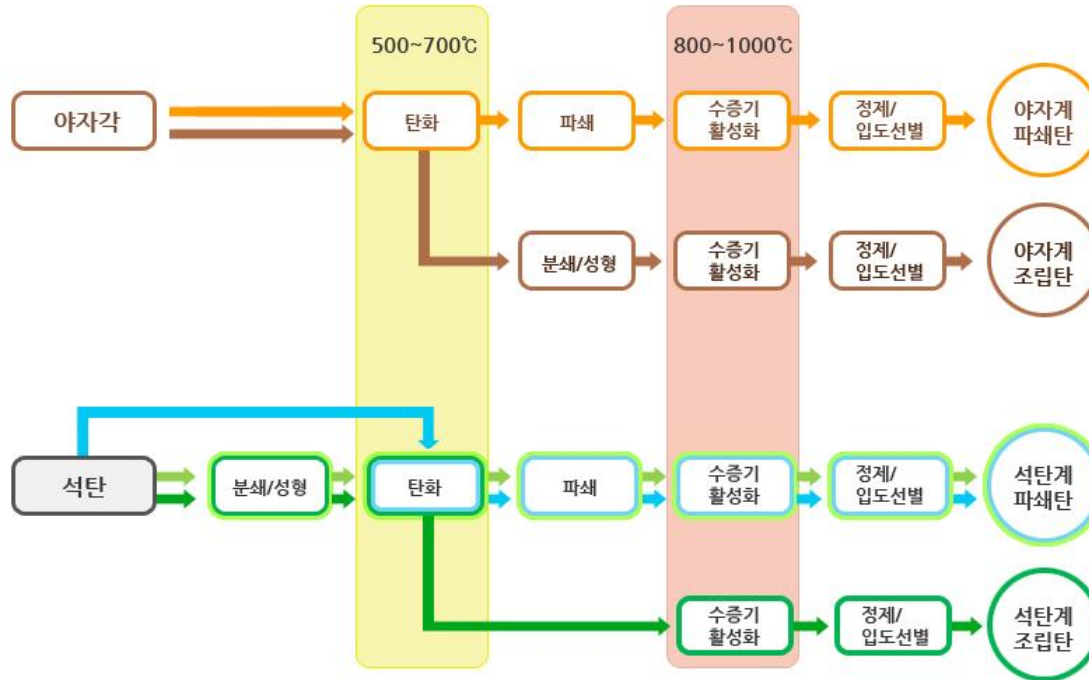 500~700℃
800~1000℃
야자각
탄화
파쇄
수증기
활성화
정제/
입도선별
야자계
파쇄탄
분쇄/성형
수증기
활성화
정제/
입도선별
야자계
조립탄
석탄
분쇄/성형
탄화
파쇄
수증기
활성화
정제/
입도선별
석탄계
파쇄탄
수증기
활성화
정제/
입도선별
석탄계
조립탄